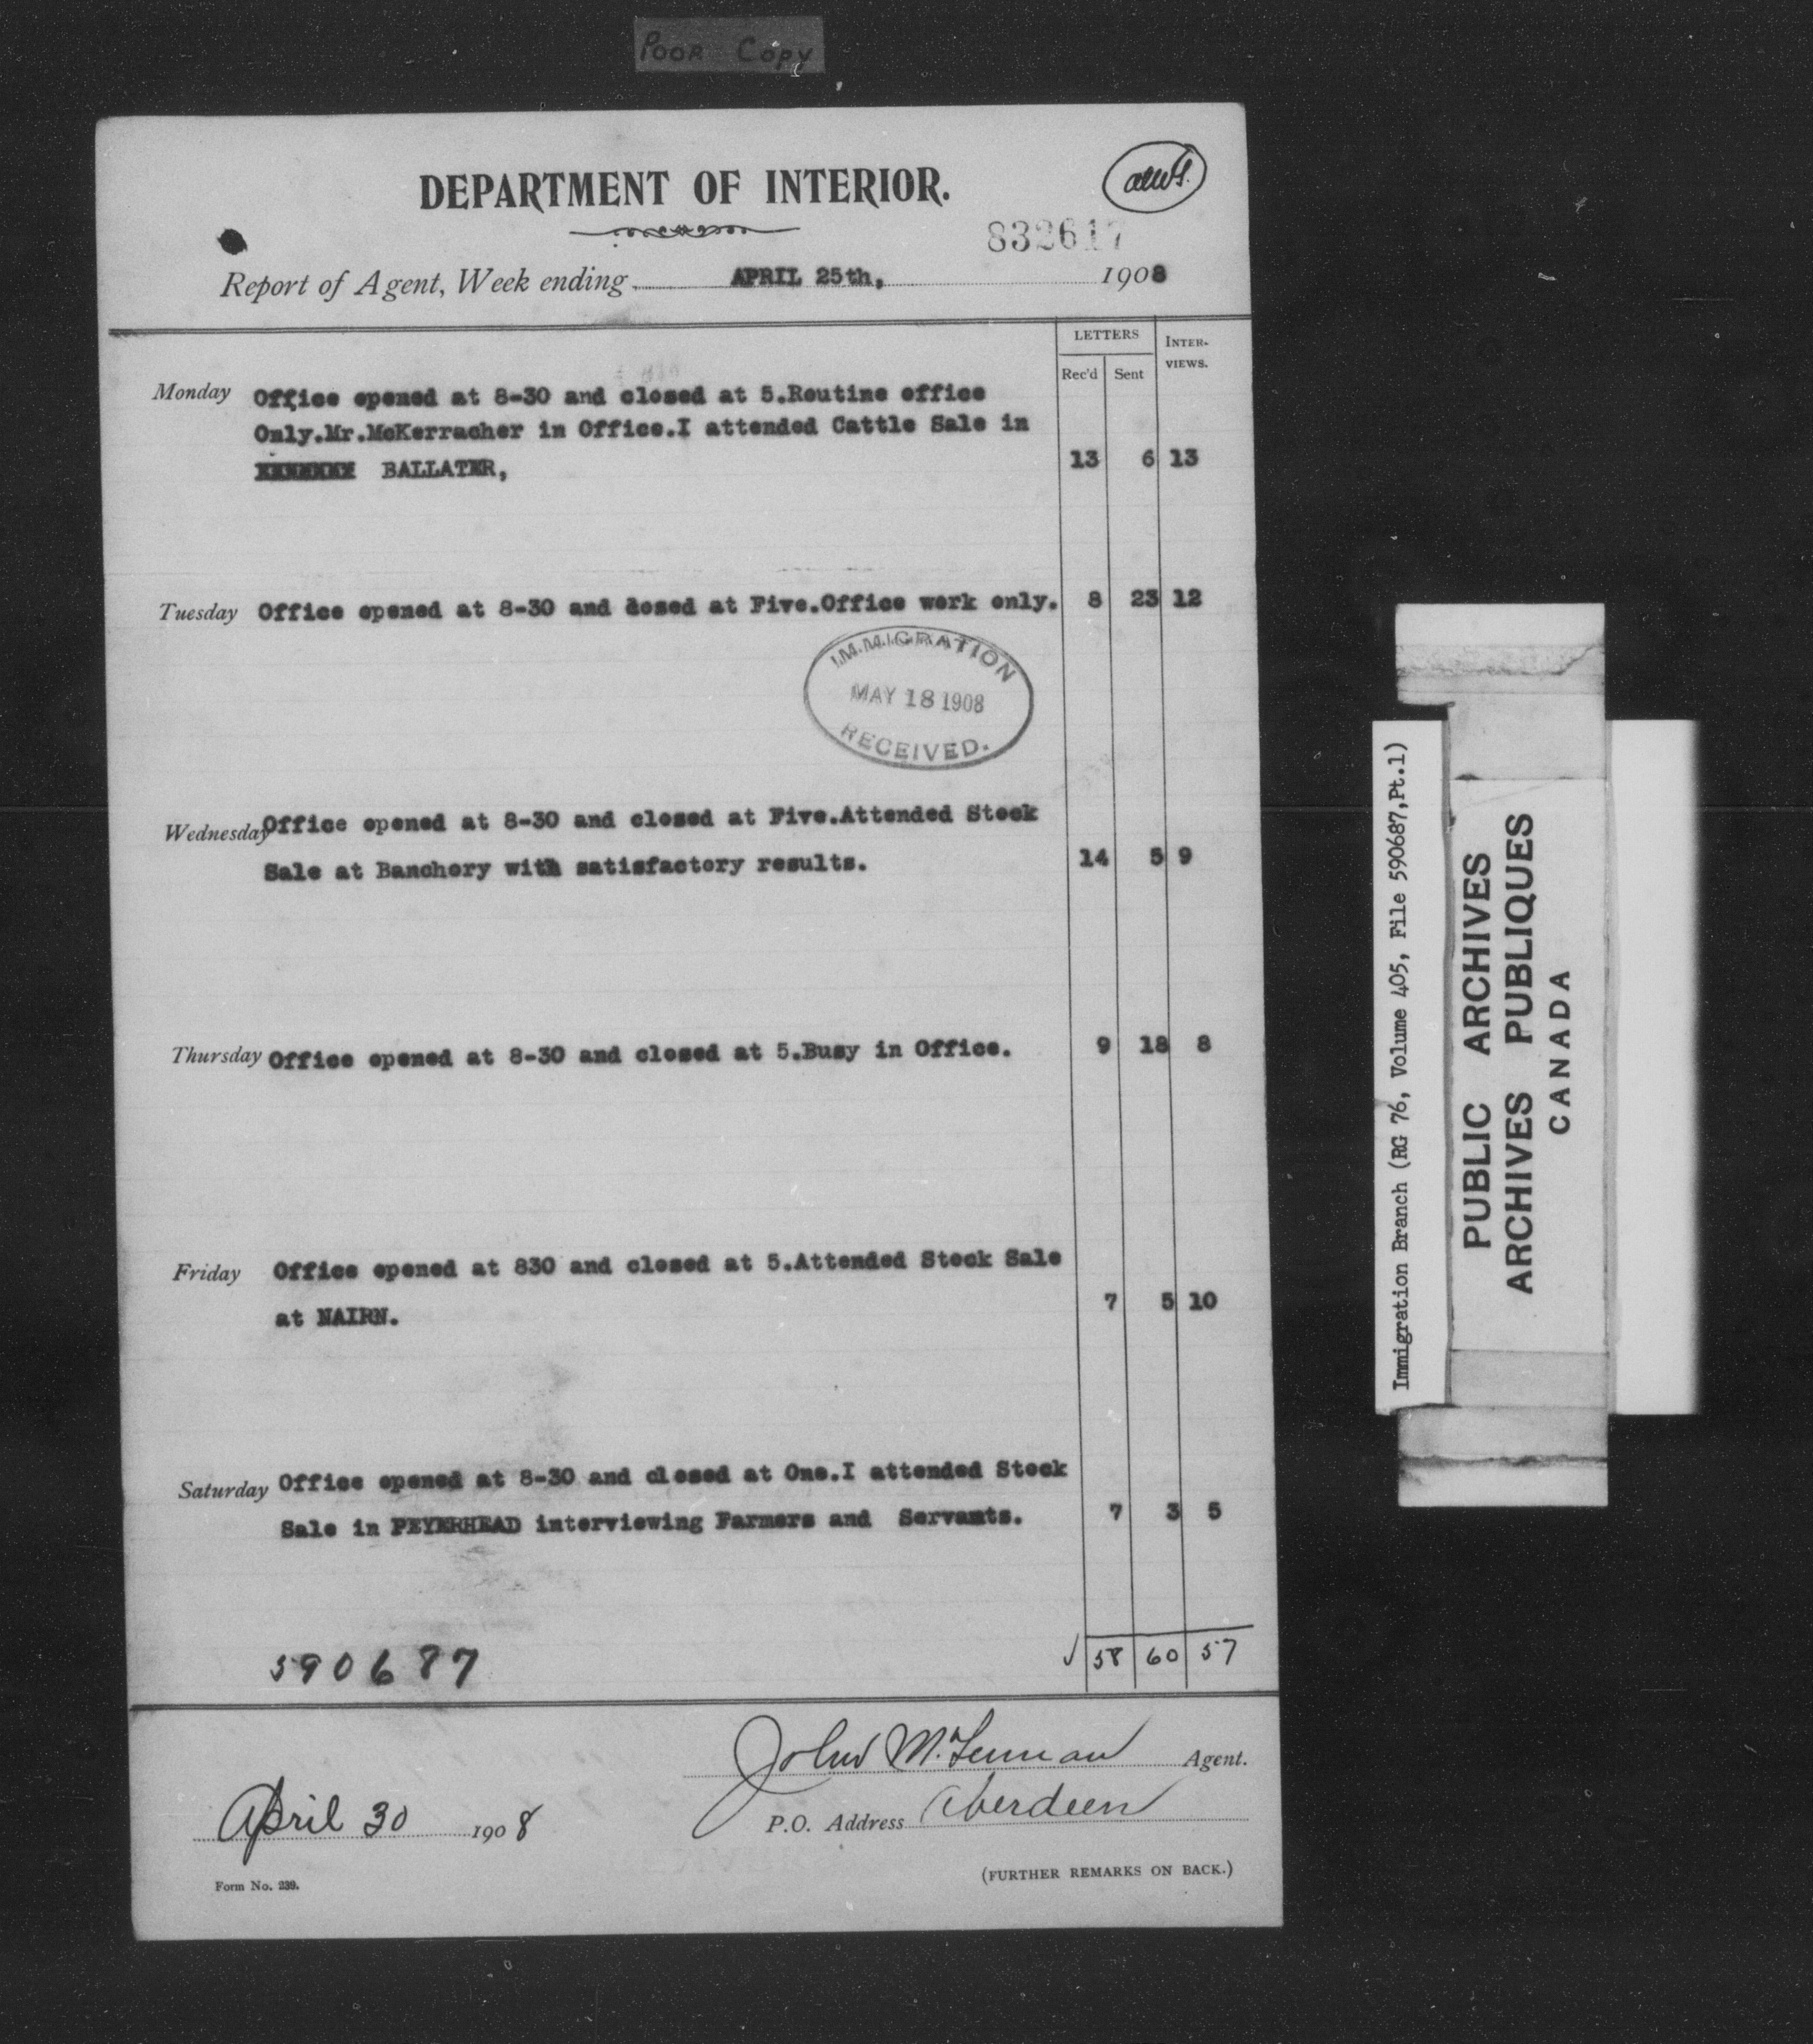 Poor Copy
DEPARTMENT OF INTERIOR.
832617
Report of Agent, Week ending APRIL 25th, 1908
LETTERS INTER-
VIEWS.
Rec'd Sent
Monday Office opened at 8-30 and closed at 5.Routine office
Only.Mr.McKerracher in Office.I attended Cattle Sale in
BALLATER, 13 6 13
Tuesday Office opened at 8-30 and closed at Five.Office work only. 8 23 12
IMMIGRATION
MAY 18 1908
RECEIVED.
Wednesday Office opened at 8-30 and closed at Five.Attended Stock
Sale at Banchory with satisfactory results. 14 5 9
Thursday Office opened at 8-30 and closed at 5.Busy in Office. 9 18 8
Friday Office opened at 830 and closed at 5.Attended Stock Sale
at NAIRN. 7 5 10
Saturday Office opened at 8-30 and closed at One.I attended Stock
Sale in PEYERHEAD interviewing Farmers and Servants. 7 3 5
590687 58 60 57
John McLennan Agent.
April 30 1908 P.O. Address Aberdeen
Form No. 239. (FURTHER REMARKS ON BACK.)
Immigration Branch (RG 76, Volume 405, File 590687,Pt.1)
PUBLIC ARCHIVES
ARCHIVES PUBLIQUES
CANADA